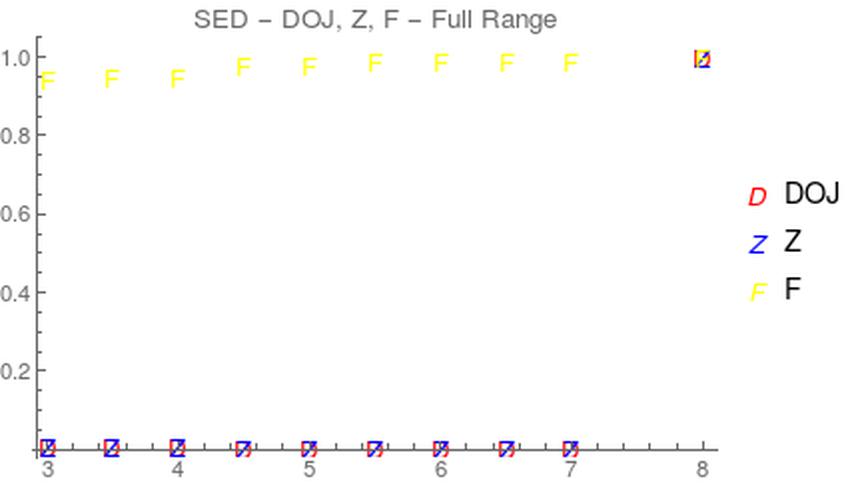 SED − DOJ, Z, F − Full Range
1.0
F F F F F F F F F
D Z F
0.8
0.6
D DOJ
Z Z
0.4
F F
0.2
D Z D Z D Z D Z D Z D Z D Z D Z D Z
3 4 5 6 7 8